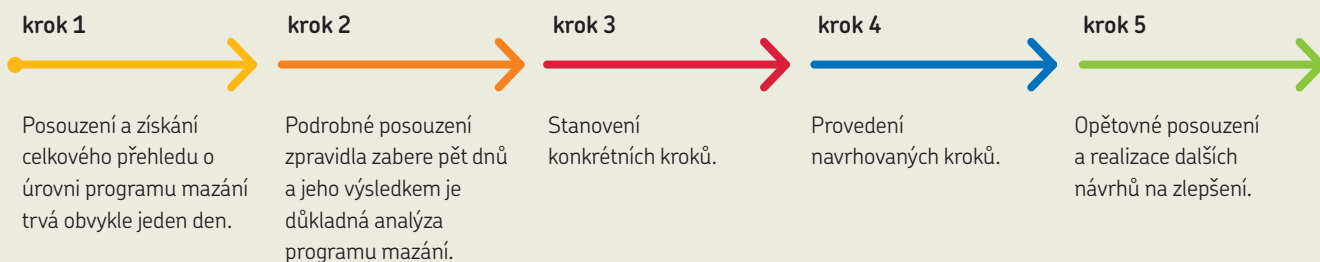 krok 1
Posouzení a získání
celkového přehledu o
úrovni programu mazání
trvá obvykle jeden den.
krok 2
Podrobné posouzení
zpravidla zabere pět dnů
a jeho výsledkem je
důkladná analýza
programu mazání.
krok 3
Stanovení
konkrétních kroků.
krok 4
Provedení
navrhovaných kroků.
krok 5
Opětovné posouzení
a realizace dalších
návrhů na zlepšení.